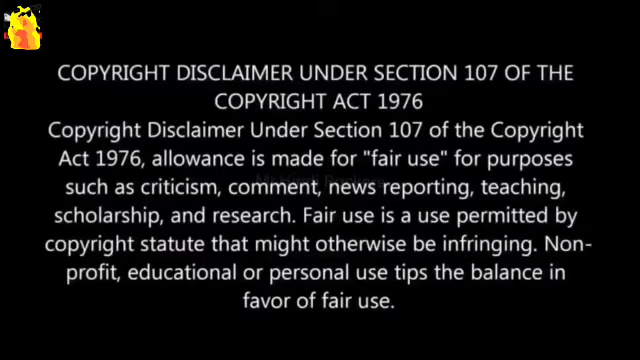 COPYRIGHT DISCLAIMER UNDER SECTION 107 OF THE
COPYRIGHT ACT 1976
Copyright Disclaimer Under Section 107 of the Copyright
Act 1976, allowance is made for "fair use" for purposes
such as criticism, comment, news reporting, teaching,
scholarship, and research. Fair use is a use permitted by
copyright statute that might otherwise be infringing. Non-
profit, educational or personal use tips the balance in
favor of fair use.